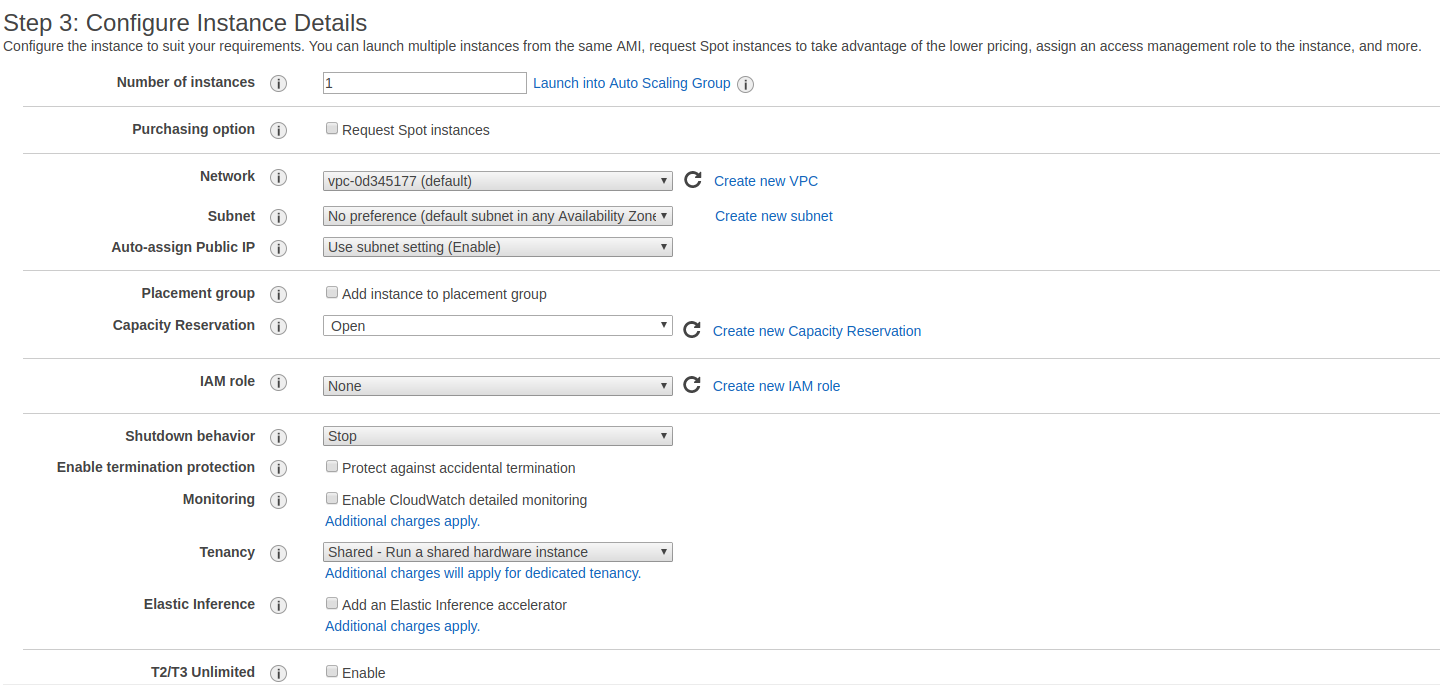 Step 3: Configure Instance Details
Configure the instance to suit your requirements. You can launch multiple instances from the same AMI, request Spot instances to take advantage of the lower pricing, assign an access management role to the instance, and more.
Number of instances i 1 Launch into Auto Scaling Group i
Purchasing option i Request Spot instances
Network i vpc-0d345177 (default) Create new VPC
Subnet i No preference (default subnet in any Availability Zone Create new subnet
Auto-assign Public IP i Use subnet setting (Enable)
Placement group i Add instance to placement group
Capacity Reservation i Open Create new Capacity Reservation
IAM role i None Create new IAM role
Shutdown behavior i Stop
Enable termination protection i Protect against accidental termination
Monitoring i Enable CloudWatch detailed monitoring
Additional charges apply.
Tenancy i Shared - Run a shared hardware instance
Additional charges will apply for dedicated tenancy.
Elastic Inference i Add an Elastic Inference accelerator
Additional charges apply.
T2/T3 Unlimited i Enable